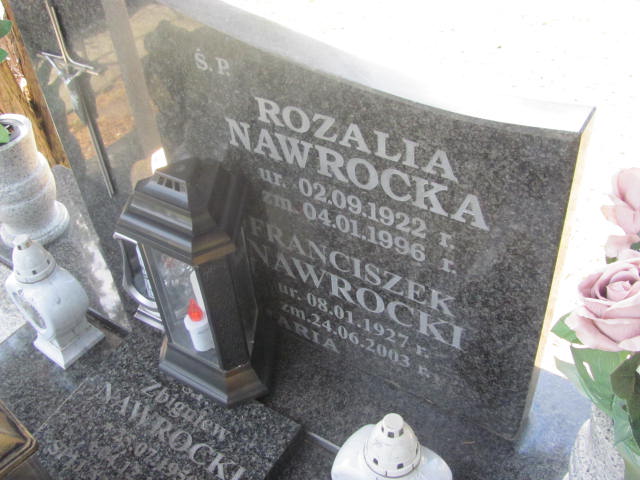 Ś.P.
ROZALIA
NAWROCKA
ur. 02.09.1922 r.
zm. 04.01.1996 r.
FRANCISZEK
NAWROCKI
ur. 08.01.1927 r.
zm. 24.06.2003 r.
ARIA
Zbigniew
NAWROCKI